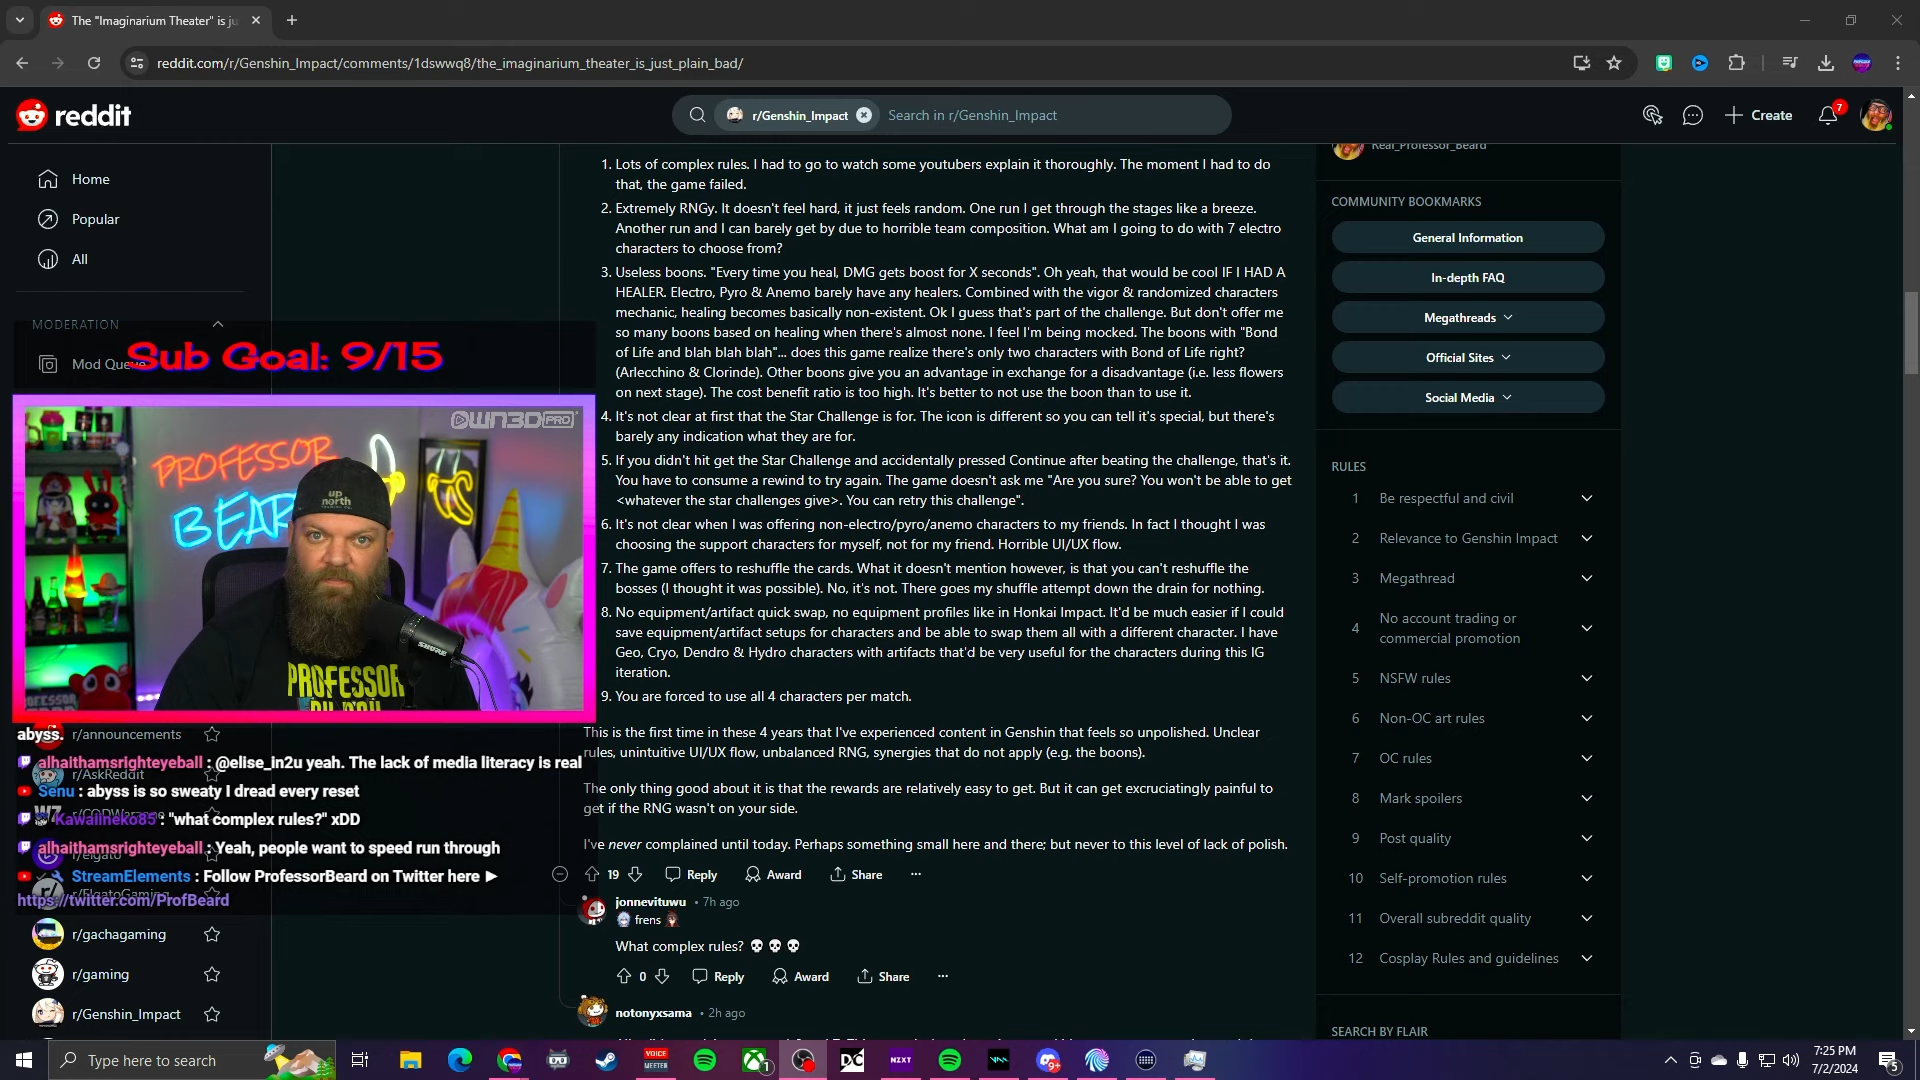 The "Imaginarium Theater" is ju
reddit.com/r/Genshin_Impact/comments/1dswwq8/the_imaginarium_theater_is_just_plain_bad/
reddit
r/Genshin_Impact
Search in r/Genshin_Impact
Create
7
Home
Popular
All
MODERATION
Mod Queue
Sub Goal: 9/15
OWN3D PRO
PROFESSOR
BEAR
up
north
PROFESSOR
1. Lots of complex rules. I had to go to watch some youtubers explain it thoroughly. The moment I had to do
that, the game failed.
2. Extremely RNGy. It doesn't feel hard, it just feels random. One run I get through the stages like a breeze.
Another run and I can barely get by due to horrible team composition. What am I going to do with 7 electro
characters to choose from?
3. Useless boons. "Every time you heal, DMG gets boost for X seconds". Oh yeah, that would be cool IF I HAD A
HEALER. Electro, Pyro & Anemo barely have any healers. Combined with the vigor & randomized characters
mechanic, healing becomes basically non-existent. Ok I guess that's part of the challenge. But don't offer me
so many boons based on healing when there's almost none. I feel I'm being mocked. The boons with "Bond
of Life and blah blah blah"... does this game realize there's only two characters with Bond of Life right?
(Arlecchino & Clorinde). Other boons give you an advantage in exchange for a disadvantage (i.e. less flowers
on next stage). The cost benefit ratio is too high. It's better to not use the boon than to use it.
4. It's not clear at first that the Star Challenge is for. The icon is different so you can tell it's special, but there's
barely any indication what they are for.
5. If you didn't hit get the Star Challenge and accidentally pressed Continue after beating the challenge, that's it.
You have to consume a rewind to try again. The game doesn't ask me "Are you sure? You won't be able to get
<whatever the star challenges give>. You can retry this challenge".
6. It's not clear when I was offering non-electro/pyro/anemo characters to my friends. In fact I thought I was
choosing the support characters for myself, not for my friend. Horrible UI/UX flow.
7. The game offers to reshuffle the cards. What it doesn't mention however, is that you can't reshuffle the
bosses (I thought it was possible). No, it's not. There goes my shuffle attempt down the drain for nothing.
8. No equipment/artifact quick swap, no equipment profiles like in Honkai Impact. It'd be much easier if I could
save equipment/artifact setups for characters and be able to swap them all with a different character. I have
Geo, Cryo, Dendro & Hydro characters with artifacts that'd be very useful for the characters during this IG
iteration.
9. You are forced to use all 4 characters per match.
This is the first time in these 4 years that I've experienced content in Genshin that feels so unpolished. Unclear
rules, unintuitive UI/UX flow, unbalanced RNG, synergies that do not apply (e.g. the boons).
The only thing good about it is that the rewards are relatively easy to get. But it can get excruciatingly painful to
get if the RNG wasn't on your side.
I've never complained until today. Perhaps something small here and there; but never to this level of lack of polish.
19 Reply Award Share
jonnevituwu • 7h ago
frens
What complex rules? 💀💀💀
0 Reply Award Share
notonyxsama • 2h ago
abyss.
r/announcements
alhaithamsrighteyeball : @elise_in2u yeah. The lack of media literacy is real
r/AskReddit
Senu : abyss is so sweaty I dread every reset
Kawaiineko85 : "what complex rules?" xDD
alhaithamsrighteyeball : Yeah, people want to speed run through
r/elgato
StreamElements : Follow ProfessorBeard on Twitter here ►
r/ElgatoGaming
https://twitter.com/ProfBeard
r/gachagaming
r/gaming
r/Genshin_Impact
Real_Professor_Beard
COMMUNITY BOOKMARKS
General Information
In-depth FAQ
Megathreads
Official Sites
Social Media
RULES
1 Be respectful and civil
2 Relevance to Genshin Impact
3 Megathread
4 No account trading or
commercial promotion
5 NSFW rules
6 Non-OC art rules
7 OC rules
8 Mark spoilers
9 Post quality
10 Self-promotion rules
11 Overall subreddit quality
12 Cosplay Rules and guidelines
SEARCH BY FLAIR
Type here to search
VOICE
MEETER
1
DC
NZXT
9+
7:25 PM
7/2/2024
5